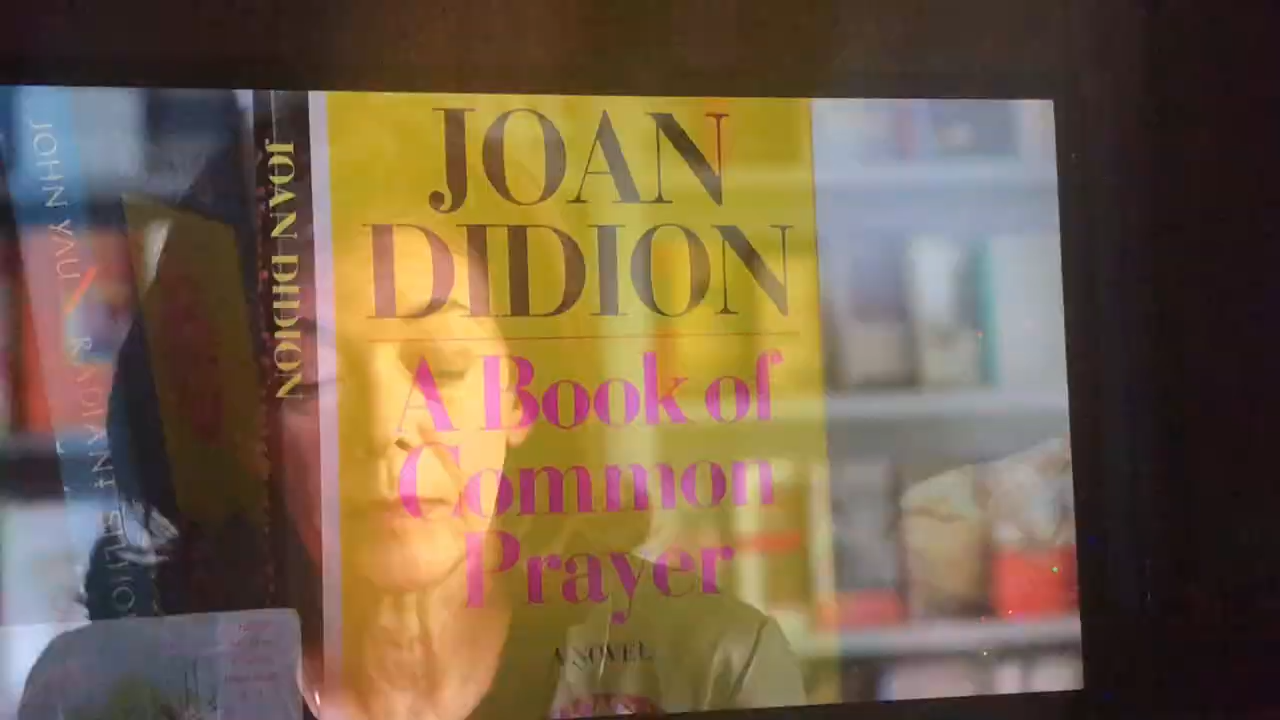 JOHN YAU
JOAN DIDION
JOAN
DIDION
A Book of
Common
Prayer
A NOVEL